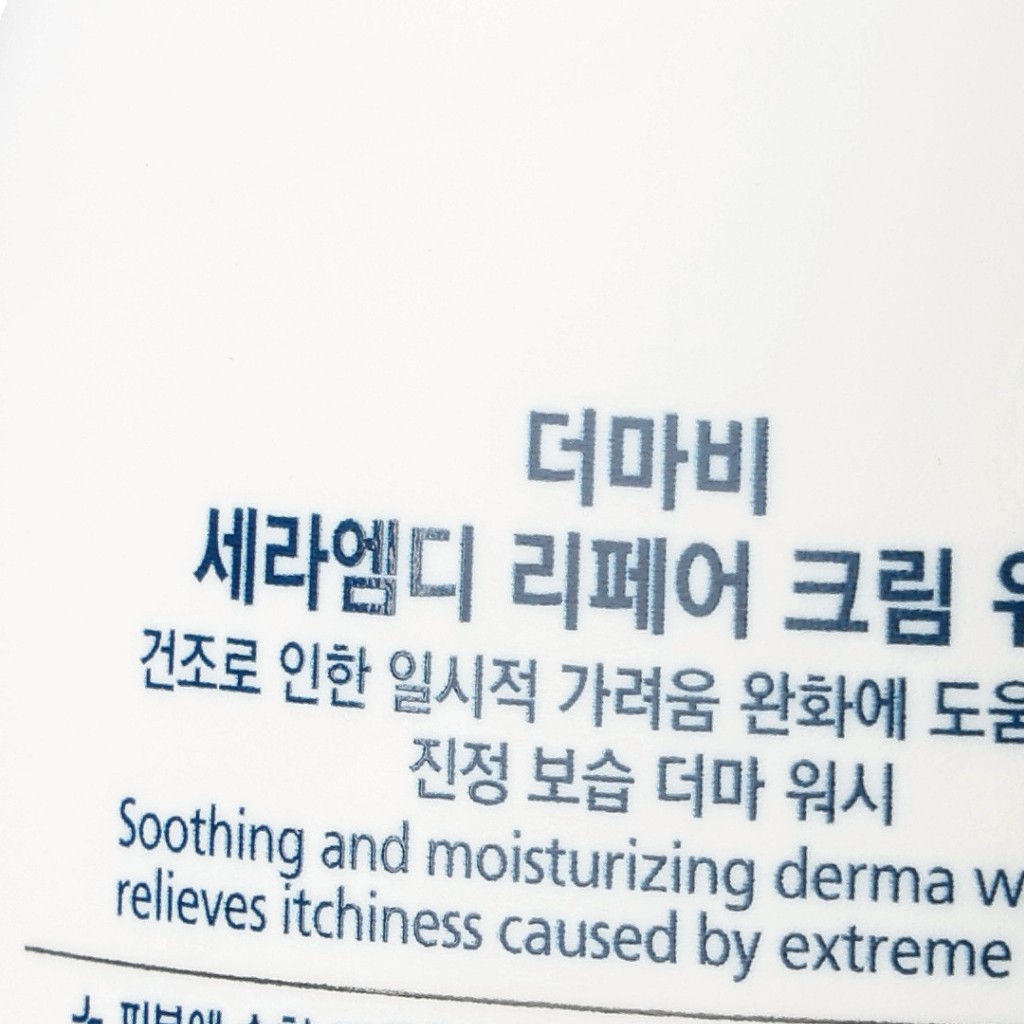 더마비
세라엠디 리페어 크림
건조로 인한 일시적 가려움 완화에
진정 보습 더마 워시
Soothing and moisturizing derma
relieves itchiness caused by extreme